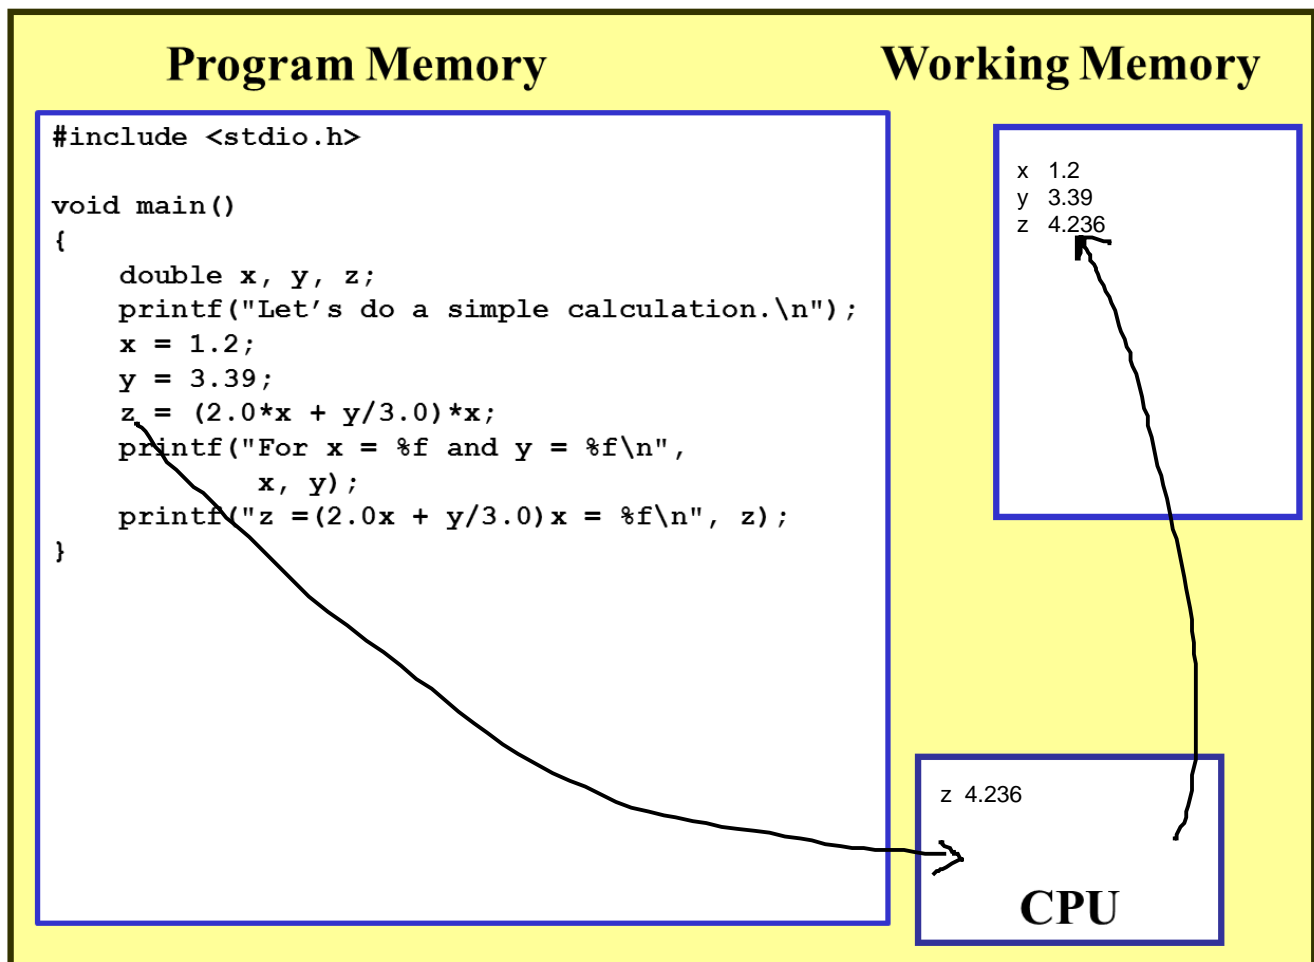 Program Memory
Working Memory
#include <stdio.h>
void main()
{
double x, y, z;
printf("Let’s do a simple calculation.\n");
x = 1.2;
y = 3.39;
z = (2.0*x + y/3.0)*x;
printf("For x = %f and y = %f\n",
x, y);
printf("z =(2.0x + y/3.0)x = %f\n", z);
}
x 1.2
y 3.39
z 4.236
z 4.236
CPU